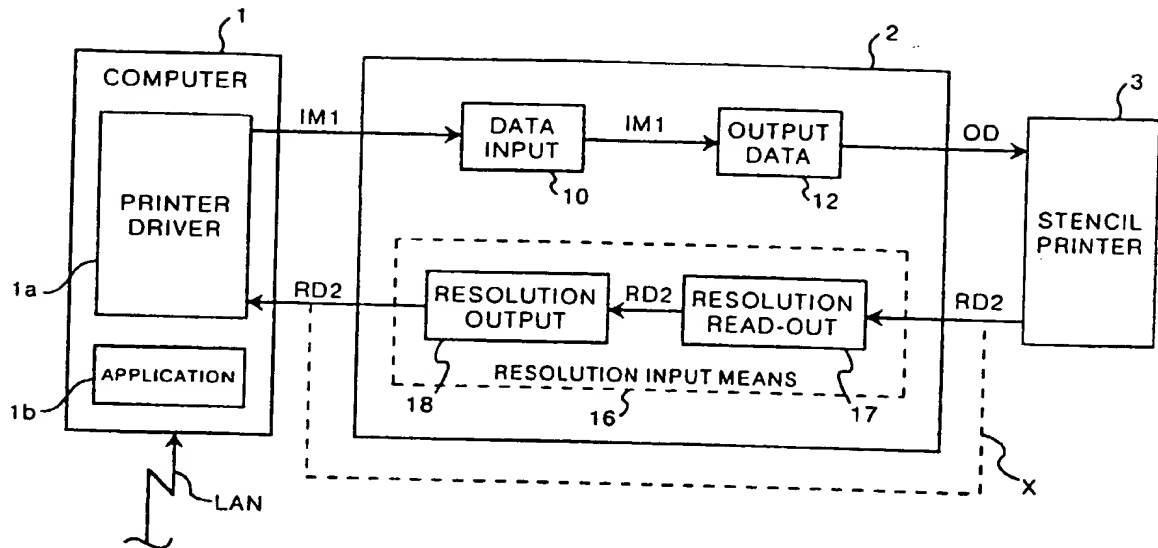 1
2
3
COMPUTER
IM1
DATA
INPUT
10
IM1
OUTPUT
DATA
12
OD
STENCIL
PRINTER
PRINTER
DRIVER
1a
RD2
RESOLUTION
OUTPUT
18
RD2
RESOLUTION
READ-OUT
17
RD2
RESOLUTION INPUT MEANS
16
APPLICATION
1b
LAN
X